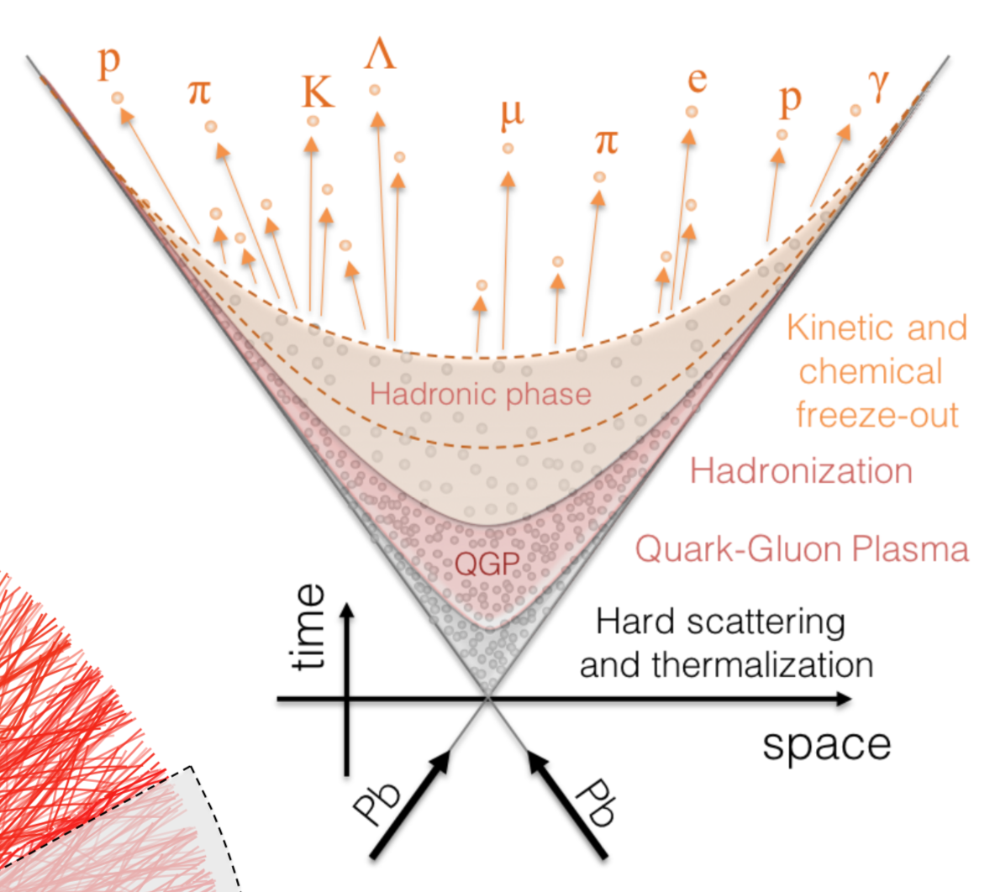 Λ
p
π
K
e
γ
p
μ
π
Kinetic and
chemical
freeze-out
Hadronic phase
Hadronization
Quark-Gluon Plasma
QGP
time
Hard scattering
and thermalization
space
Pb
Pb